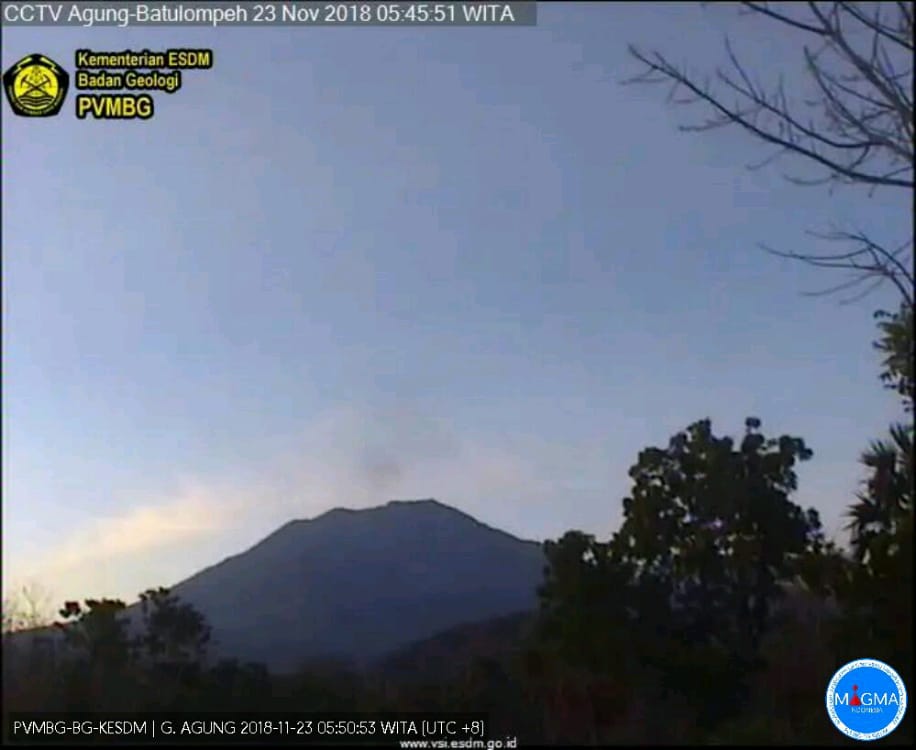 CCTV Agung-Batulompeh 23 Nov 2018 05:45:51 WITA
Kementerian ESDM
Badan Geologi
PVMBG
MAGMA
INDONESIA
PVMBG-BG-KESDM | G. AGUNG 2018-11-23 05:50:53 WITA (UTC +8)
www.vsi.esdm.go.id